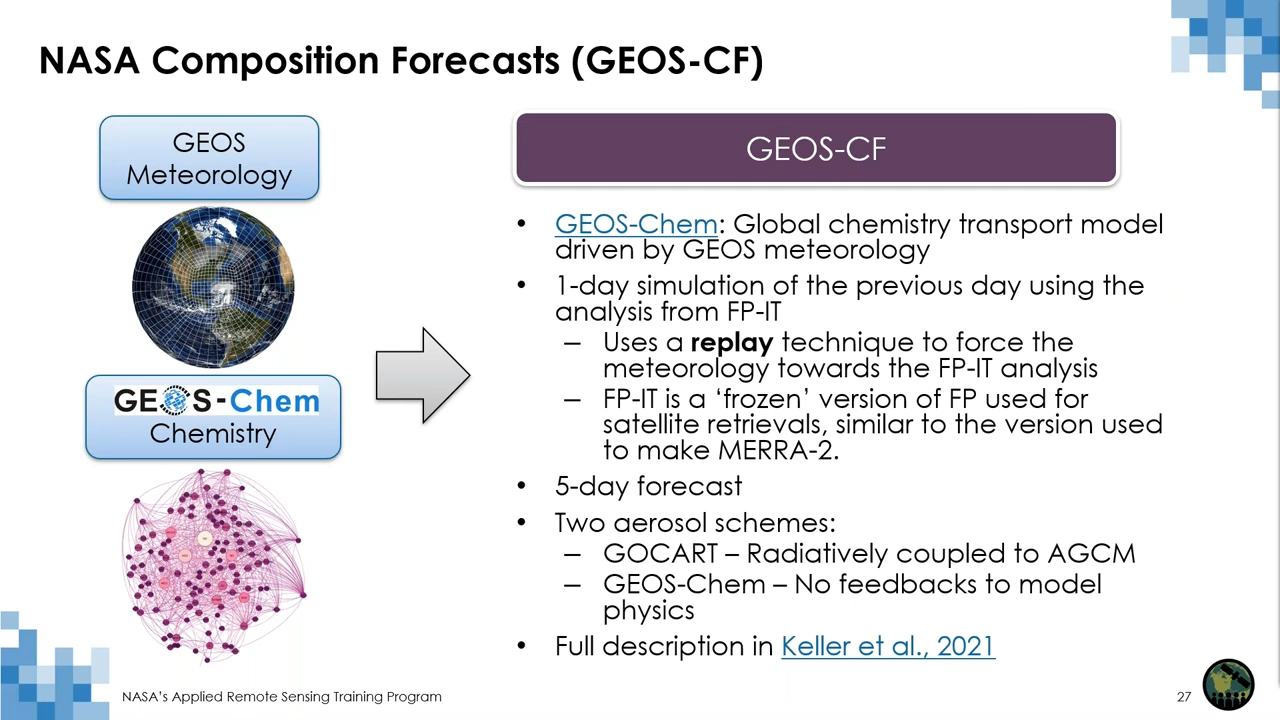 NASA Composition Forecasts (GEOS-CF)
GEOS
Meteorology
GEOS-Chem
Chemistry
GEOS-CF
• GEOS-Chem: Global chemistry transport model
driven by GEOS meteorology
• 1-day simulation of the previous day using the
analysis from FP-IT
– Uses a replay technique to force the
meteorology towards the FP-IT analysis
– FP-IT is a ‘frozen’ version of FP used for
satellite retrievals, similar to the version used
to make MERRA-2.
• 5-day forecast
• Two aerosol schemes:
– GOCART – Radiatively coupled to AGCM
– GEOS-Chem – No feedbacks to model
physics
• Full description in Keller et al., 2021
NASA’s Applied Remote Sensing Training Program
27